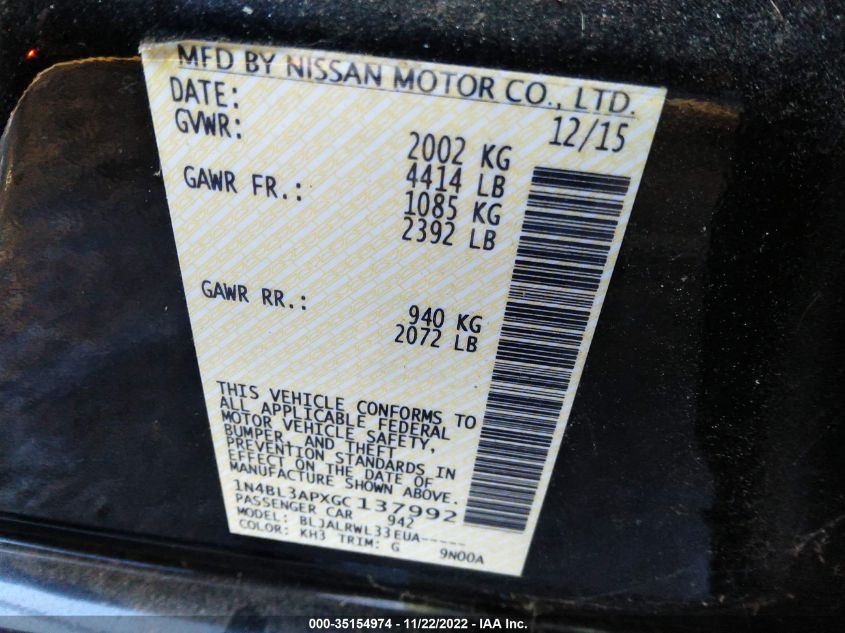 MFD BY NISSAN MOTOR CO., LTD.
DATE: 12/15
GVWR: 2002 KG
4414 LB
GAWR FR.: 1085 KG
2392 LB
GAWR RR.: 940 KG
2072 LB
THIS VEHICLE CONFORMS TO
ALL APPLICABLE FEDERAL
MOTOR VEHICLE SAFETY,
BUMPER, AND THEFT
PREVENTION STANDARDS IN
EFFECT ON THE DATE OF
MANUFACTURE SHOWN ABOVE.
1N4BL3APXGC137992
PASSENGER CAR 942
MODEL: BLJALRWL33EUA-----
COLOR: KH3 TRIM: G 9N00A
000-35154974 - 11/22/2022 - IAA Inc.